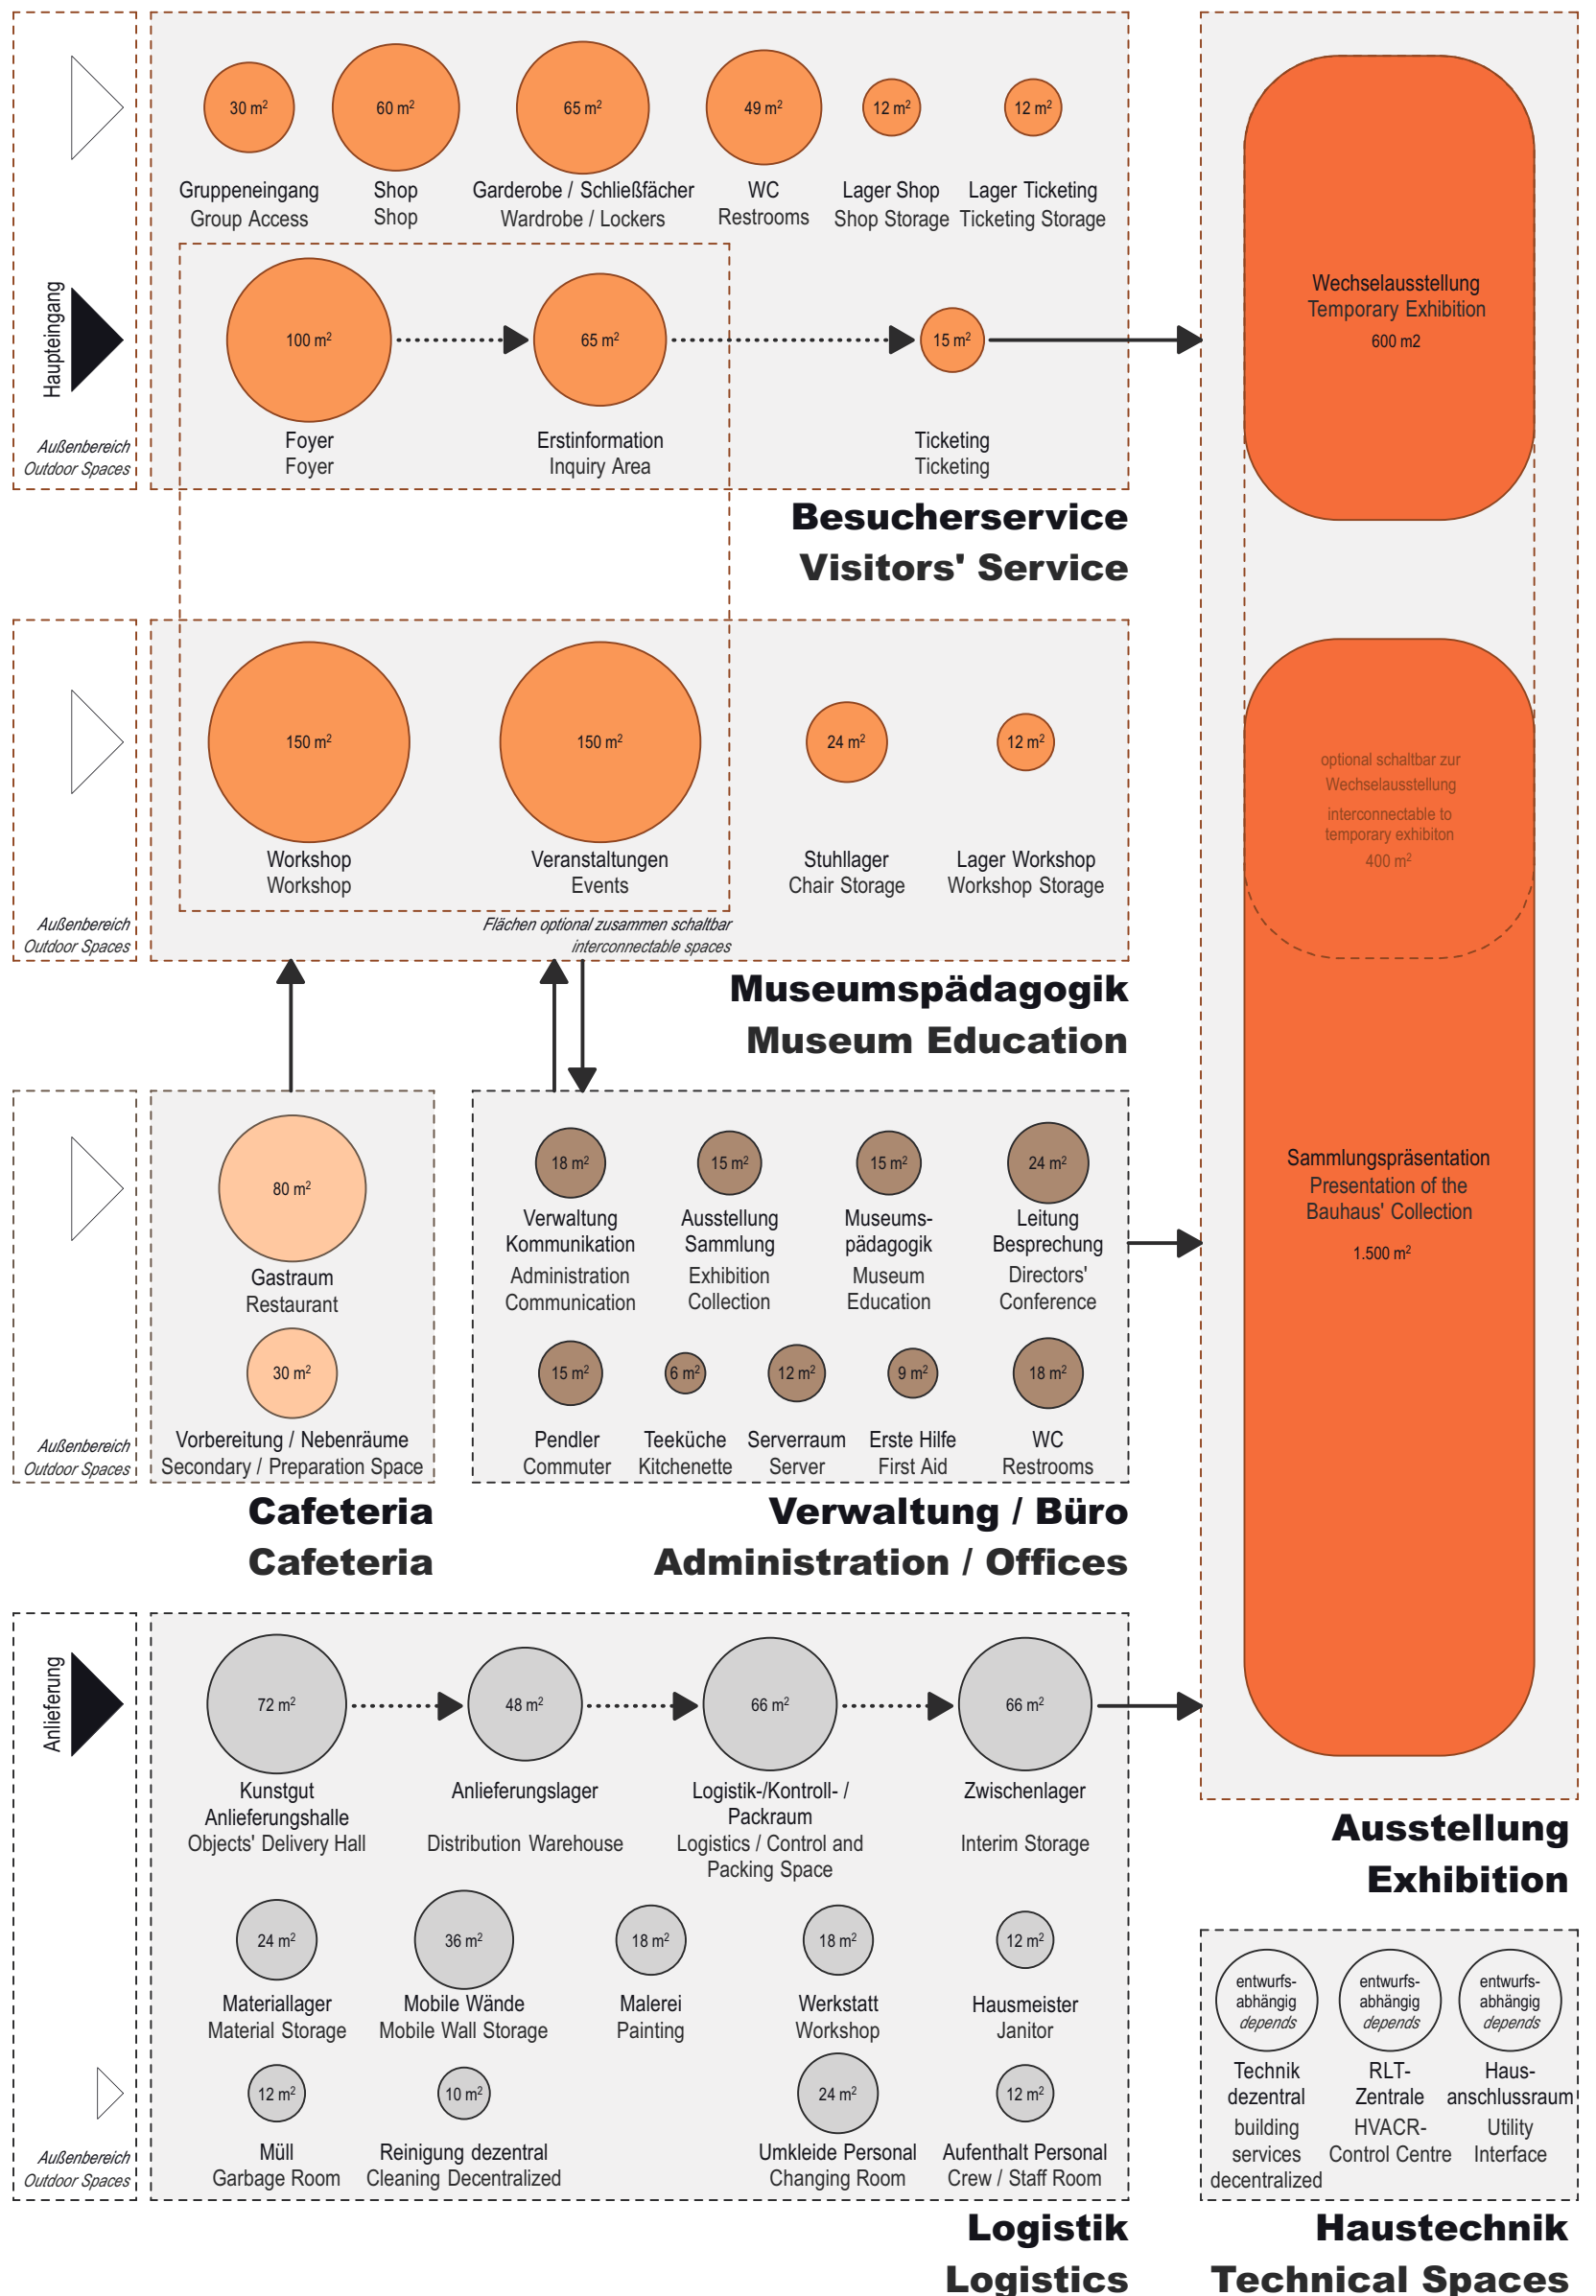 30 m²
60 m²
65 m²
49 m²
12 m²
12 m²
Gruppeneingang
Group Access
Shop
Shop
Garderobe / Schließfächer
Wardrobe / Lockers
WC
Restrooms
Lager Shop
Shop Storage
Lager Ticketing
Ticketing Storage
Haupteingang
Außenbereich
Outdoor Spaces
100 m²
65 m²
15 m²
Foyer
Foyer
Erstinformation
Inquiry Area
Ticketing
Ticketing
Besucherservice
Visitors' Service
Wechselausstellung
Temporary Exhibition
600 m2
150 m²
150 m²
24 m²
12 m²
Workshop
Workshop
Veranstaltungen
Events
Stuhllager
Chair Storage
Lager Workshop
Workshop Storage
Außenbereich
Outdoor Spaces
Flächen optional zusammen schaltbar
interconnectable spaces
Museumspädagogik
Museum Education
optional schaltbar zur
Wechselausstellung
interconnectable to
temporary exhibiton
400 m²
Sammlungspräsentation
Presentation of the
Bauhaus' Collection
1.500 m²
80 m²
Gastraum
Restaurant
30 m²
Vorbereitung / Nebenräume
Secondary / Preparation Space
Außenbereich
Outdoor Spaces
Cafeteria
Cafeteria
18 m²
15 m²
15 m²
24 m²
Verwaltung
Kommunikation
Administration
Communication
Ausstellung
Sammlung
Exhibition
Collection
Museums-
pädagogik
Museum
Education
Leitung
Besprechung
Directors'
Conference
15 m²
6 m²
12 m²
9 m²
18 m²
Pendler
Commuter
Teeküche
Kitchenette
Serverraum
Server
Erste Hilfe
First Aid
WC
Restrooms
Verwaltung / Büro
Administration / Offices
Anlieferung
72 m²
48 m²
66 m²
66 m²
Kunstgut
Anlieferungshalle
Objects' Delivery Hall
Anlieferungslager
Distribution Warehouse
Logistik-/Kontroll- /
Packraum
Logistics / Control and
Packing Space
Zwischenlager
Interim Storage
24 m²
36 m²
18 m²
18 m²
12 m²
Materiallager
Material Storage
Mobile Wände
Mobile Wall Storage
Malerei
Painting
Werkstatt
Workshop
Hausmeister
Janitor
12 m²
10 m²
24 m²
12 m²
Müll
Garbage Room
Reinigung dezentral
Cleaning Decentralized
Umkleide Personal
Changing Room
Aufenthalt Personal
Crew / Staff Room
Außenbereich
Outdoor Spaces
Logistik
Logistics
Ausstellung
Exhibition
entwurfs-
abhängig
depends
entwurfs-
abhängig
depends
entwurfs-
abhängig
depends
Technik
dezentral
building
services
decentralized
RLT-
Zentrale
HVACR-
Control Centre
Haus-
anschlussraum
Utility
Interface
Haustechnik
Technical Spaces